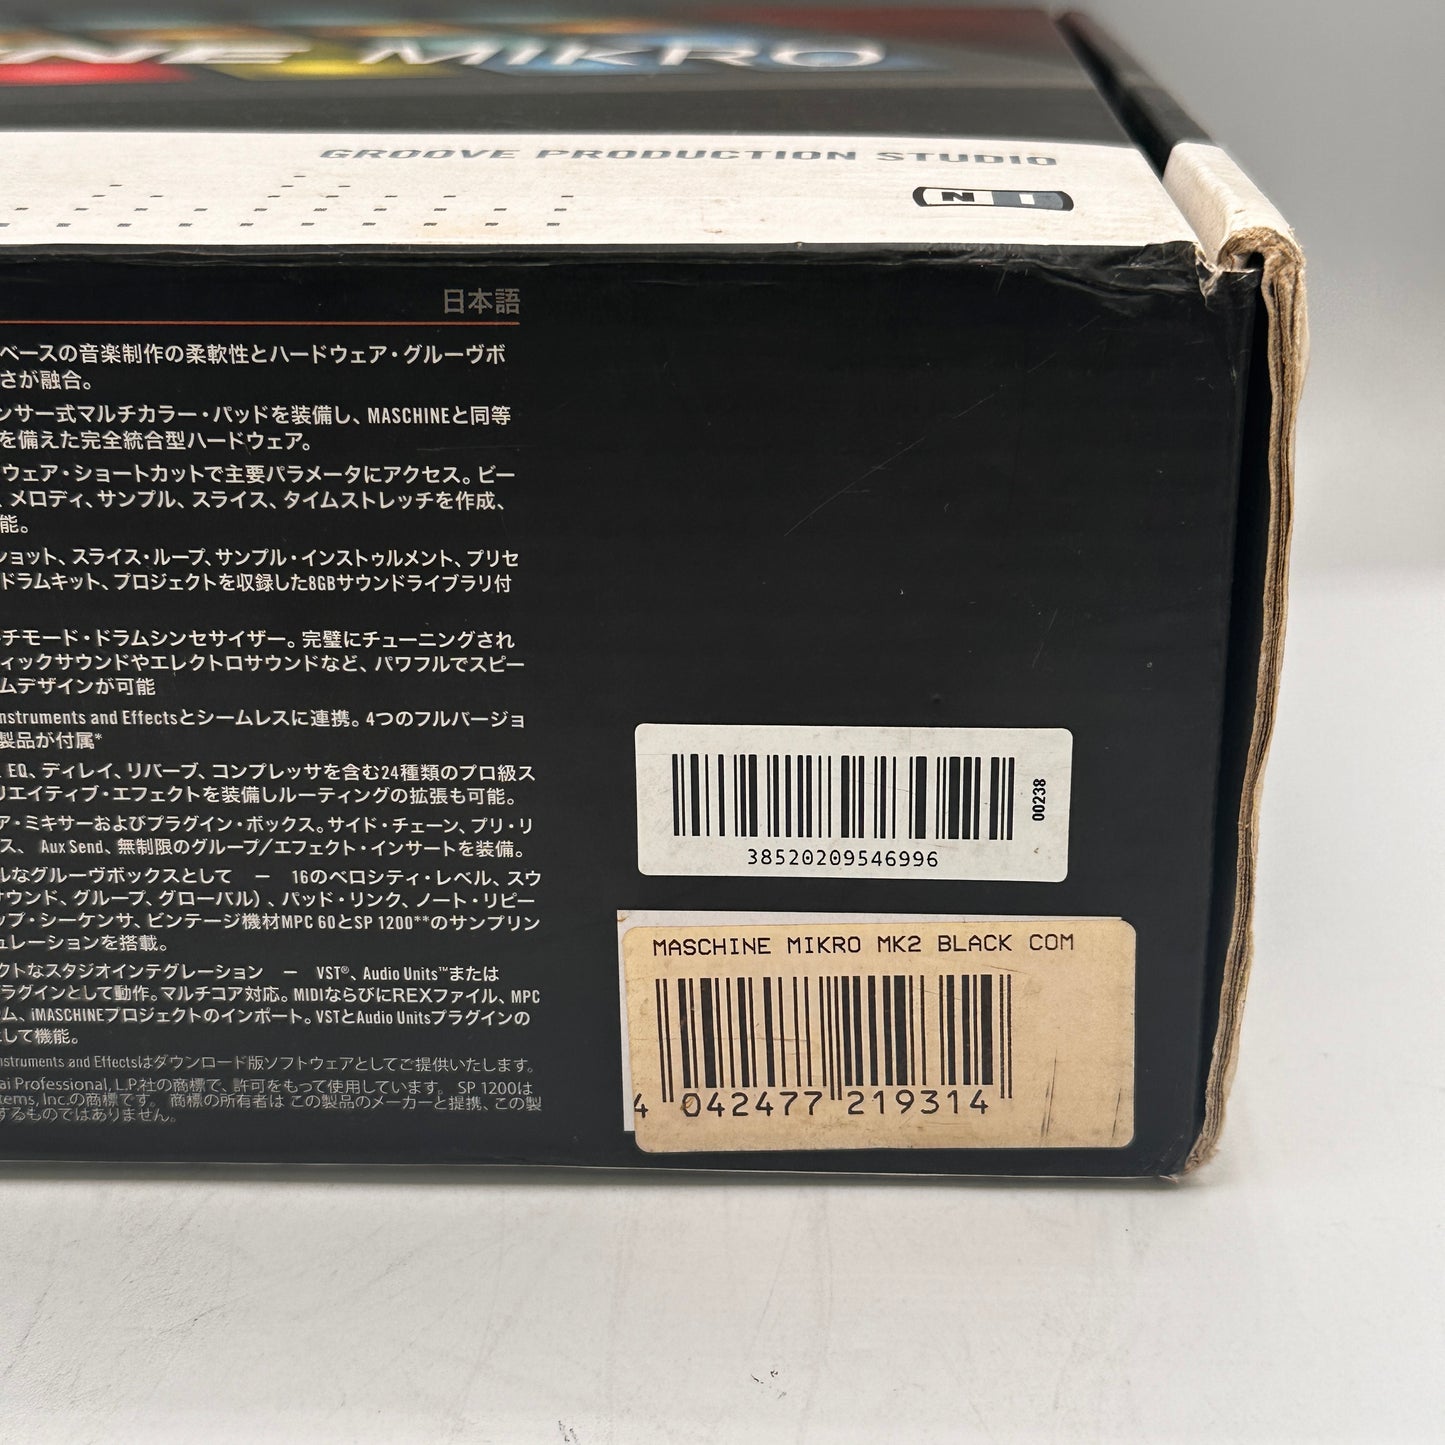 NE MIKRO
GROOVE PRODUCTION STUDIO
N I
日本語
ベースの音楽制作の柔軟性とハードウェア・グルーヴボ
さが融合。
ンサー式マルチカラー・パッドを装備し、MASCHINEと同等
を備えた完全統合型ハードウェア。
ウェア・ショートカットで主要パラメータにアクセス。ビー
、メロディ、サンプル、スライス、タイムストレッチを作成、
能。
ショット、スライス・ループ、サンプル・インストゥルメント、プリセ
ドラムキット、プロジェクトを収録した8GBサウンドライブラリ付
チモード・ドラムシンセサイザー。完璧にチューニングされ
ィックサウンドやエレクトロサウンドなど、パワフルでスピー
ムデザインが可能
nstruments and Effectsとシームレスに連携。4つのフルバージョ
製品が付属*
EQ、ディレイ、リバーブ、コンプレッサを含む24種類のプロ級ス
リエイティブ・エフェクトを装備しルーティングの拡張も可能。
ア・ミキサーおよびプラグイン・ボックス。サイド・チェーン、プリ・リ
ス、Aux Send、無制限のグループ/エフェクト・インサートを装備。
ルなグルーヴボックスとして － 16のベロシティ・レベル、スウ
サウンド、グループ、グローバル）、パッド・リンク、ノート・リピー
ップ・シーケンサ、ビンテージ機材MPC 60とSP 1200**のサンプリン
ュレーションを搭載。
クトなスタジオインテグレーション － VST®、Audio Units™または
ラグインとして動作。マルチコア対応。MIDIならびにREXファイル、MPC
ム、iMASCHINEプロジェクトのインポート。VSTとAudio Unitsプラグインの
して機能。
nstruments and Effectsはダウンロード版ソフトウェアとしてご提供いたします。
ai Professional, L.P.社の商標で、許可をもって使用しています。 SP 1200は
tems, Inc.の商標です。 商標の所有者は この製品のメーカーと提携、この製
するものではありません。
38520209546996
00238
MASCHINE MIKRO MK2 BLACK COM
4 042477 219314